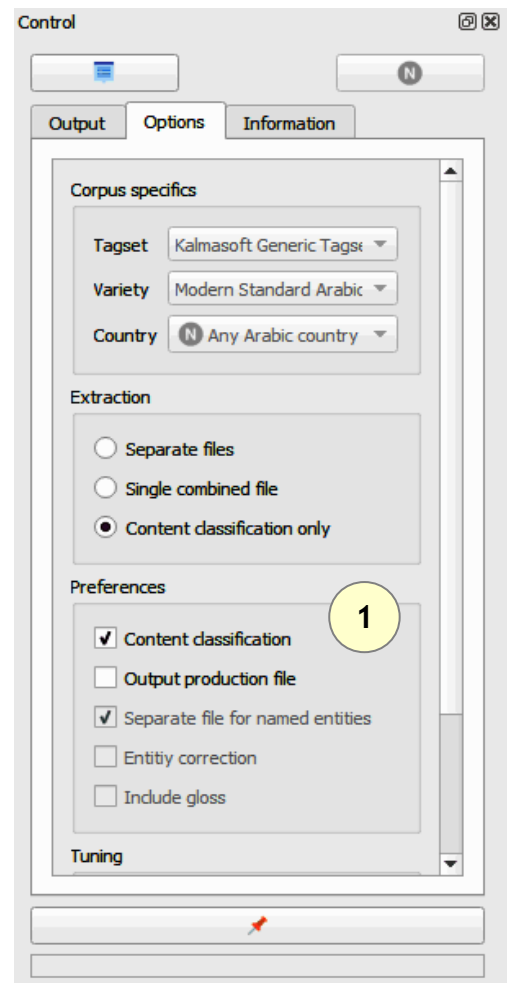 Control
N
Output Options Information
Corpus specifics
Tagset Kalmasoft Generic Tagse
Variety Modern Standard Arabic
Country N Any Arabic country
Extraction
Separate files
Single combined file
Content classification only
Preferences
1
Content classification
Output production file
Separate file for named entities
Entitiy correction
Include gloss
Tuning